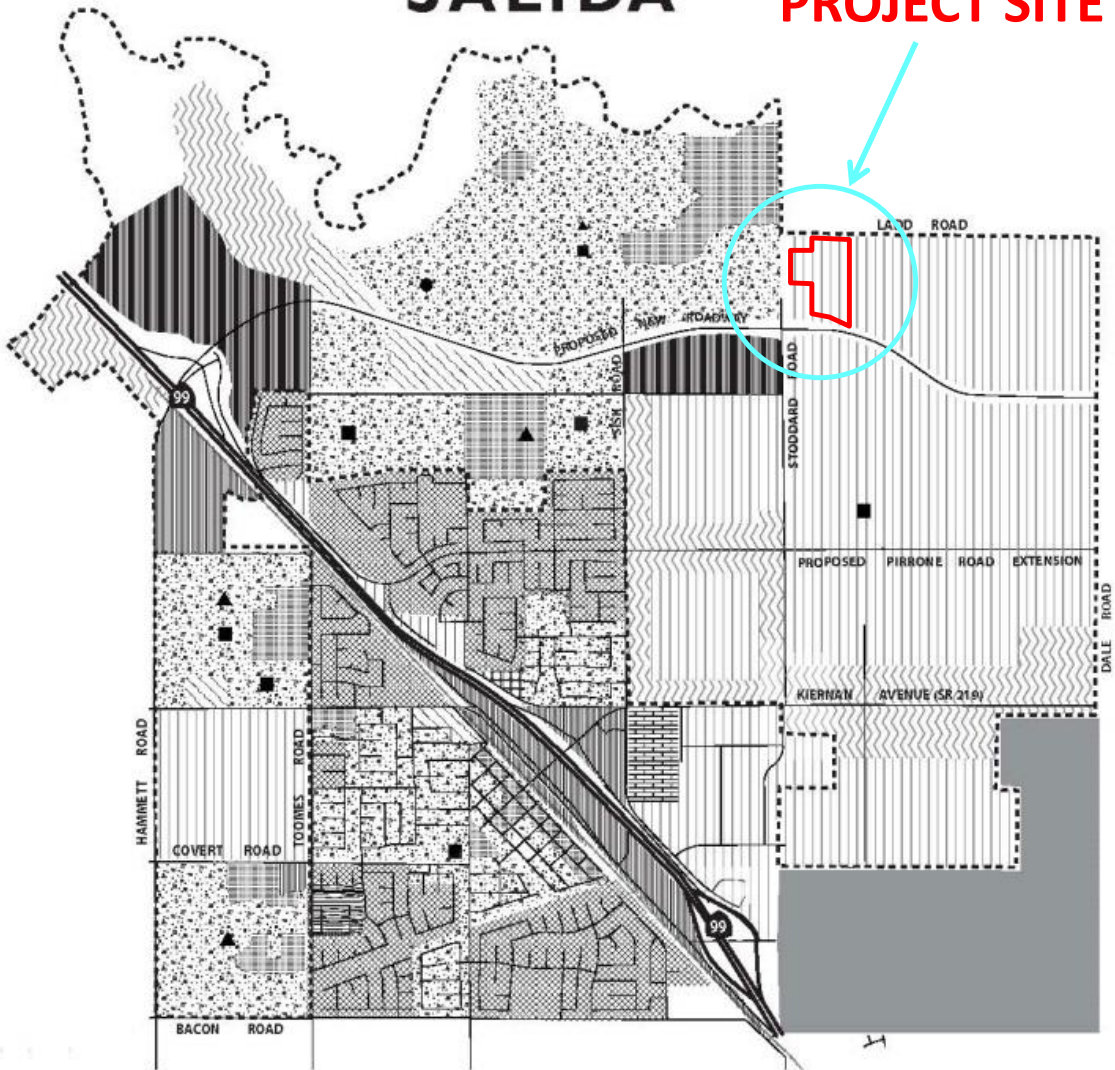 SALIDA
PROJECT SITE
LADD ROAD
PROPOSED NEW ROADWAY
SISK ROAD
STODDARD ROAD
99
PROPOSED PIRRONE ROAD EXTENSION
DALE ROAD
KIERNAN AVENUE (SR 219)
HAMMETT ROAD
TOOMES ROAD
COVERT ROAD
99
BACON ROAD